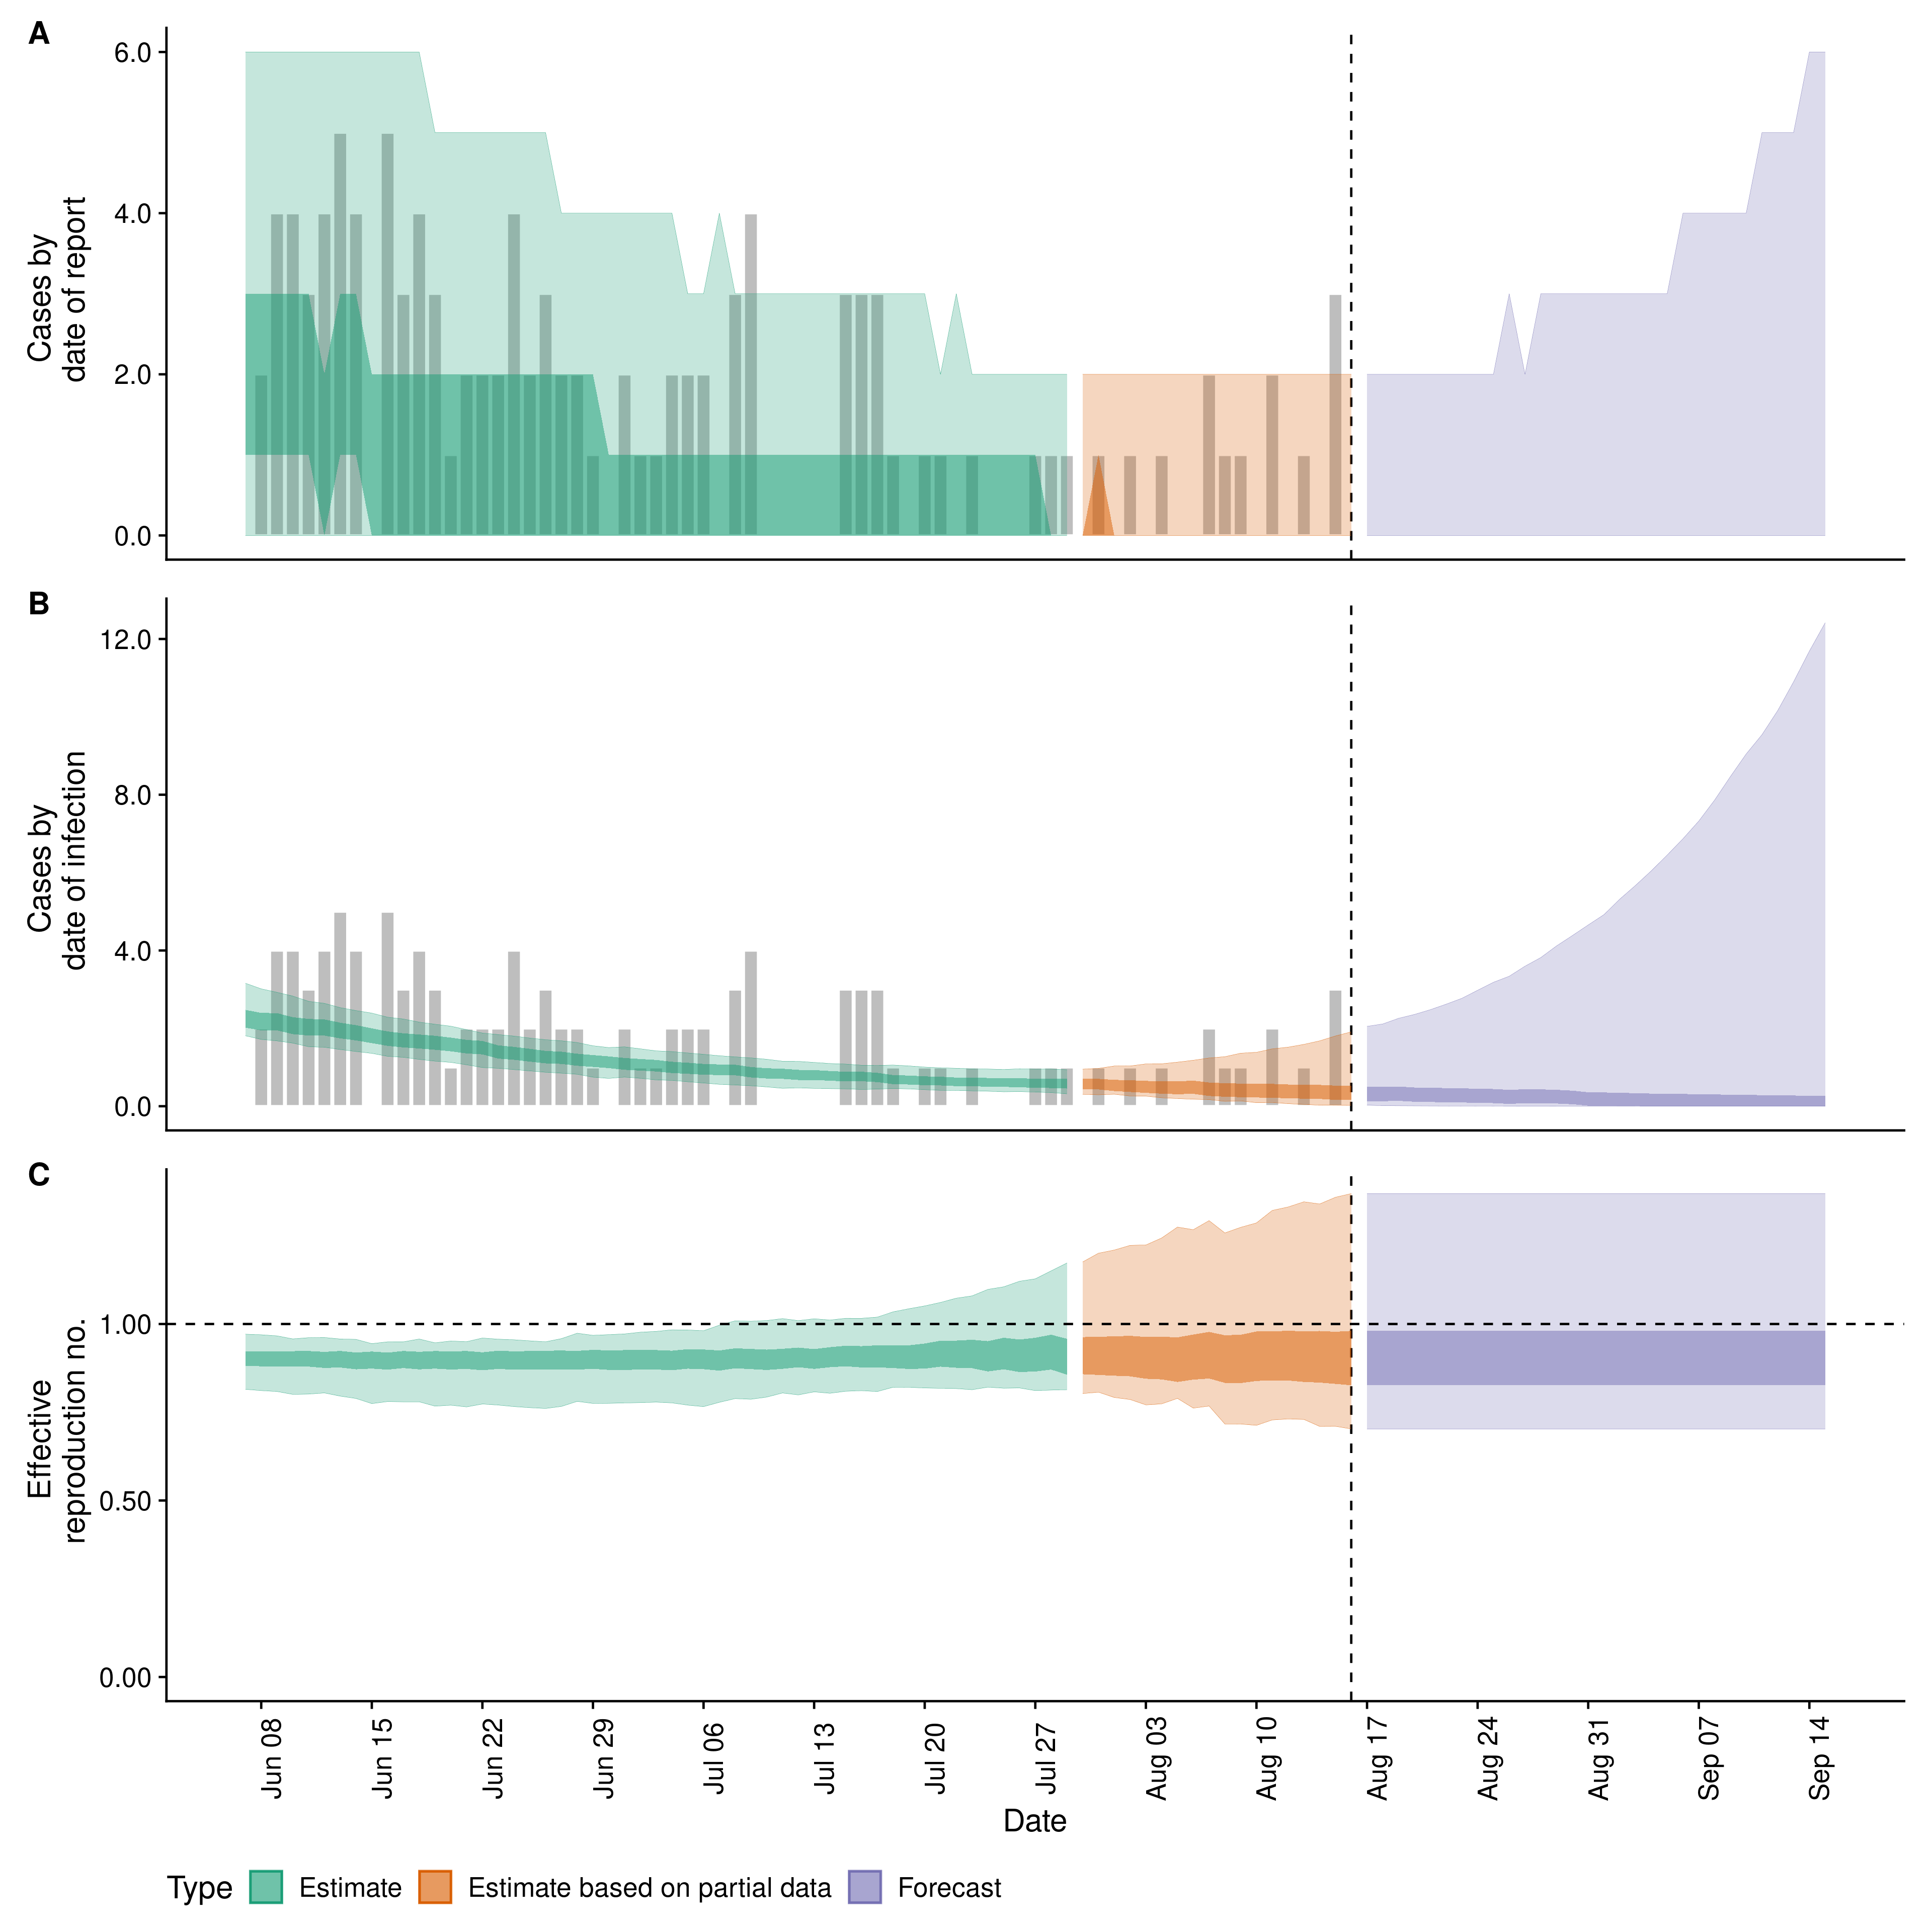 A
Cases by
date of report
6.0
4.0
2.0
0.0
B
Cases by
date of infection
12.0
8.0
4.0
0.0
C
Effective
reproduction no.
1.00
0.50
0.00
Jun 08
Jun 15
Jun 22
Jun 29
Jul 06
Jul 13
Jul 20
Jul 27
Aug 03
Aug 10
Aug 17
Aug 24
Aug 31
Sep 07
Sep 14
Date
Type Estimate Estimate based on partial data Forecast